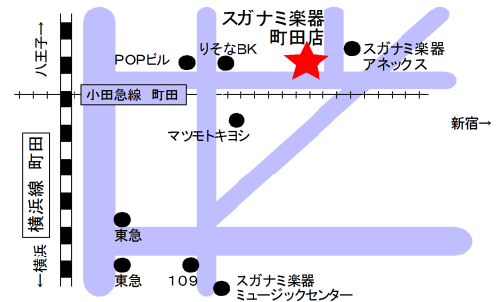 スガナミ楽器
町田店
八王子→
POPビル
りそなBK
スガナミ楽器
アネックス
小田急線 町田
マツモトキヨシ
新宿→
横浜線 町田
←横浜
東急
東急
109
スガナミ楽器
ミュージックセンター